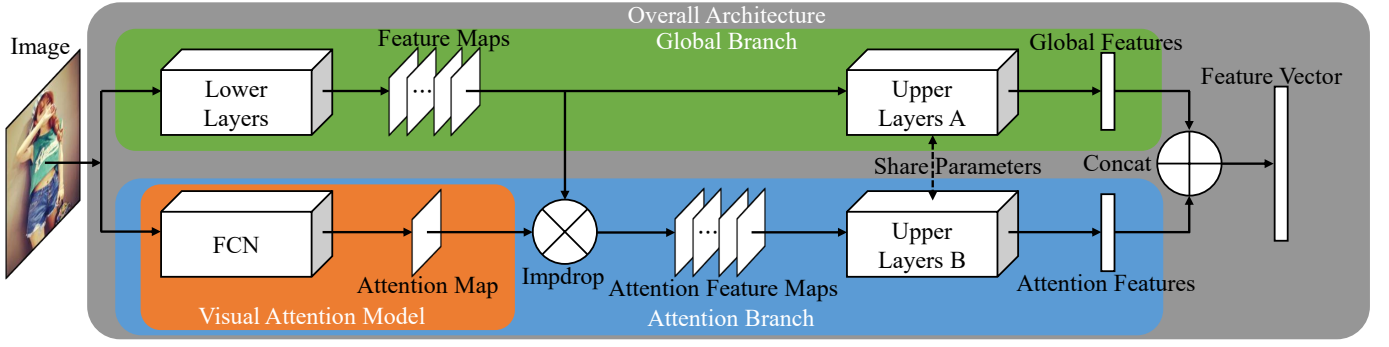 Overall Architecture
Image
Feature Maps
Global Branch
Global Features
Feature Vector
Lower
Layers
...
Upper
Layers A
Share Parameters
Concat
FCN
...
Upper
Layers B
Impdrop
Attention Map
Attention Feature Maps
Attention Features
Visual Attention Model
Attention Branch